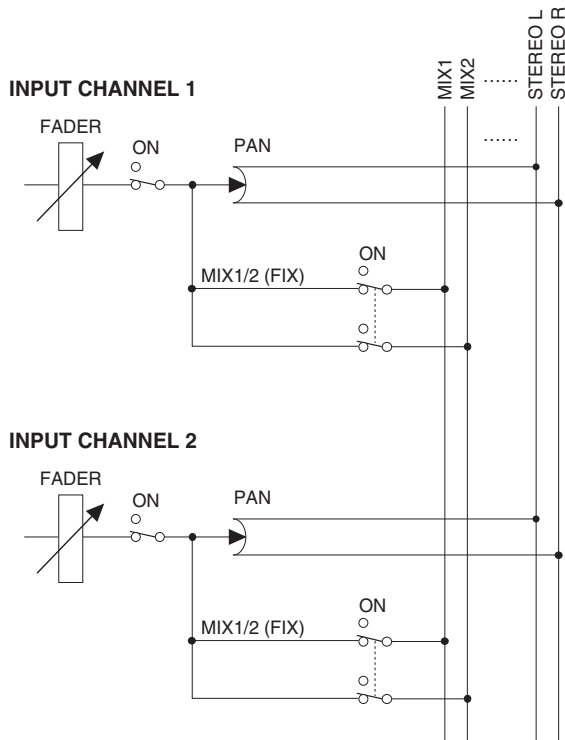 MIX1
MIX2
......
STEREO L
STEREO R
......
INPUT CHANNEL 1
FADER
ON
PAN
ON
MIX1/2 (FIX)
INPUT CHANNEL 2
FADER
ON
PAN
ON
MIX1/2 (FIX)